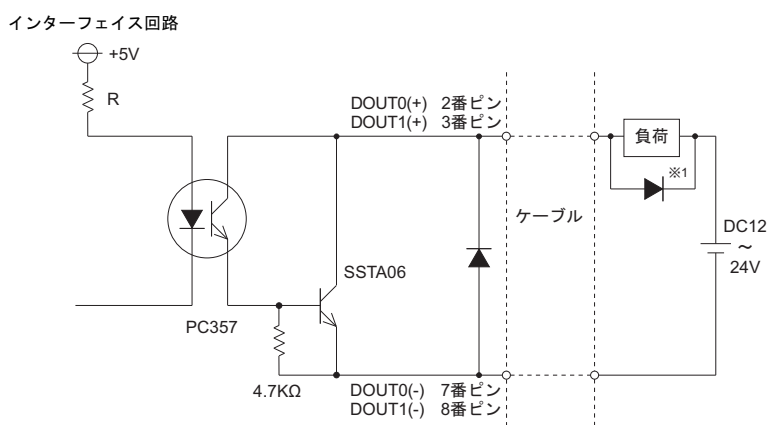 インターフェイス回路
+5V
R
DOUT0(+) 2番ピン
DOUT1(+) 3番ピン
負荷
※1
ケーブル
DC12
～
24V
SSTA06
PC357
4.7KΩ
DOUT0(-) 7番ピン
DOUT1(-) 8番ピン